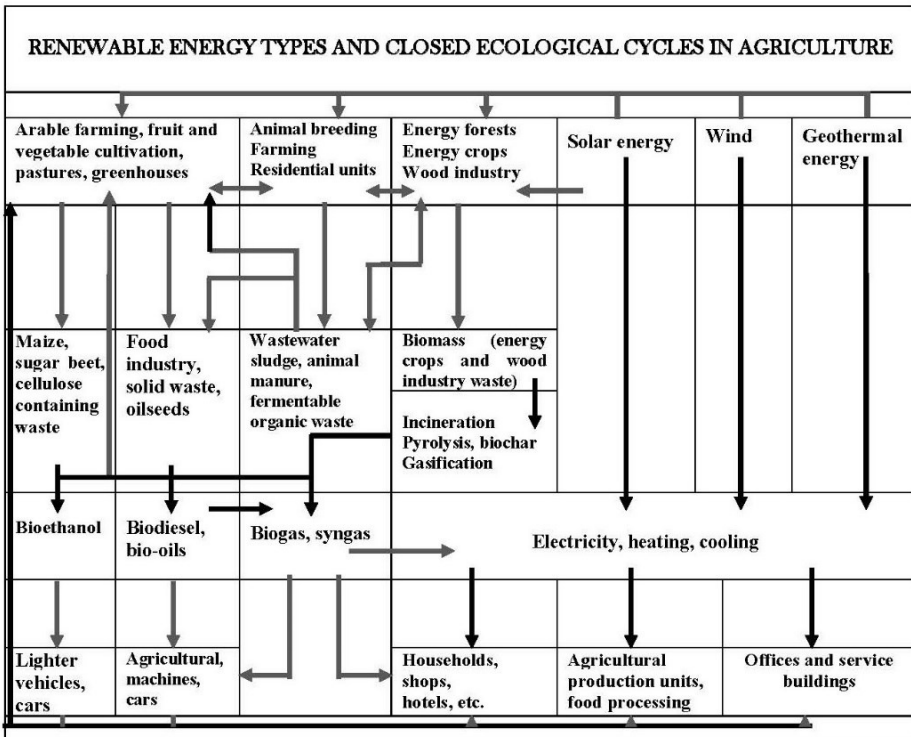 RENEWABLE ENERGY TYPES AND CLOSED ECOLOGICAL CYCLES IN AGRICULTURE
Arable farming, fruit and
vegetable cultivation,
pastures, greenhouses
Animal breeding
Farming
Residential units
Energy forests
Energy crops
Wood industry
Solar energy
Wind
Geothermal
energy
Maize,
sugar beet,
cellulose
containing
waste
Food
industry,
solid waste,
oilseeds
Wastewater
sludge, animal
manure,
fermentable
organic waste
Biomass (energy
crops and wood
industry waste)
Incineration
Pyrolysis, biochar
Gasification
Bioethanol
Biodiesel,
bio-oils
Biogas, syngas
Electricity, heating, cooling
Lighter
vehicles,
cars
Agricultural,
machines,
cars
Households,
shops,
hotels, etc.
Agricultural
production units,
food processing
Offices and service
buildings